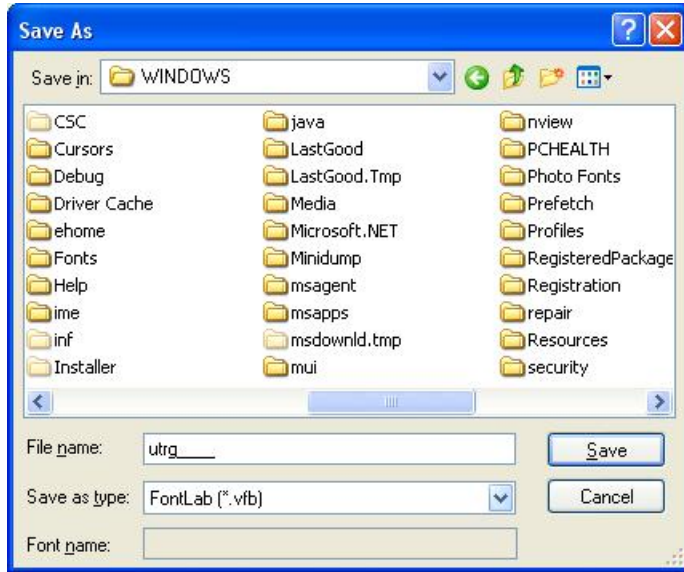 Save As
Save in: WINDOWS
CSC java nview
Cursors LastGood PCHEALTH
Debug LastGood.Tmp Photo Fonts
Driver Cache Media Prefetch
ehome Microsoft.NET Profiles
Fonts Minidump RegisteredPackage
Help msagent Registration
ime msapps repair
inf msdownld.tmp Resources
Installer mui security
File name: utrg____ Save
Save as type: FontLab (*.vfb) Cancel
Font name: